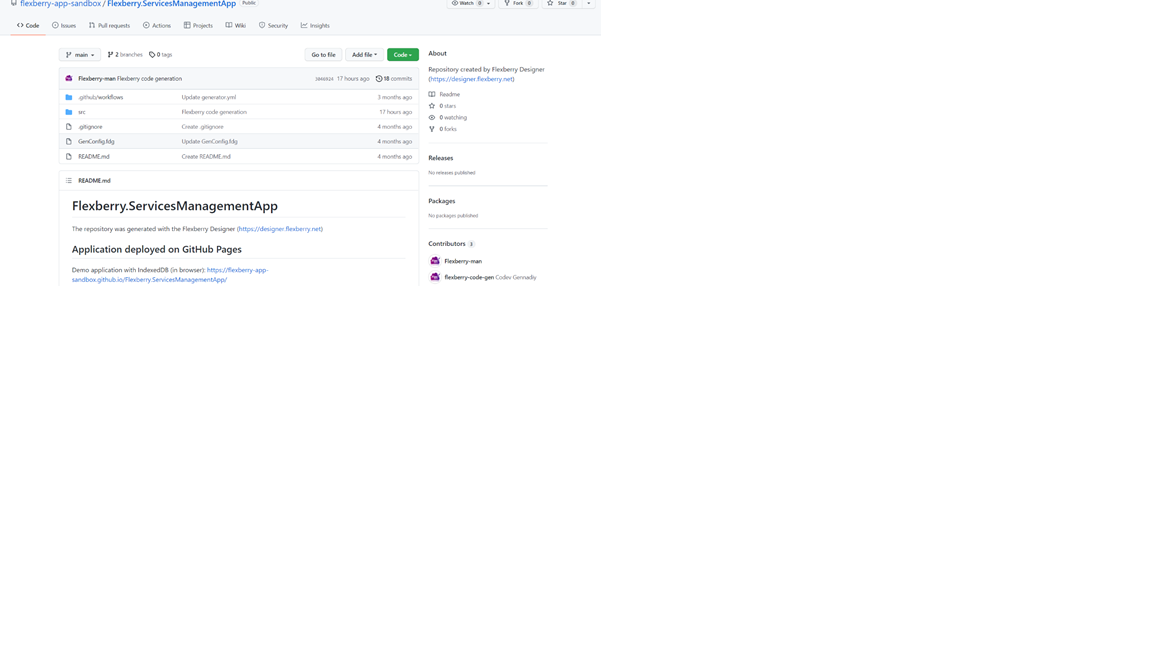 flexberry-app-sandbox / Flexberry.ServicesManagementApp Public
Watch 0 Fork 0 Star 0
Code Issues Pull requests Actions Projects Wiki Security Insights
main 2 branches 0 tags Go to file Add file Code
Flexberry-man Flexberry code generation 17 hours ago 18 commits
.github/workflows Update generator.yml 3 months ago
src Flexberry code generation 17 hours ago
.gitignore Create .gitignore 4 months ago
GenConfig.fdg Update GenConfig.fdg 4 months ago
README.md Create README.md 4 months ago
README.md
Flexberry.ServicesManagementApp
The repository was generated with the Flexberry Designer (https://designer.flexberry.net)
Application deployed on GitHub Pages
Demo application with IndexedDB (in browser): https://flexberry-app-
sandbox.github.io/Flexberry.ServicesManagementApp/
About
Repository created by Flexberry Designer
(https://designer.flexberry.net)
Readme
0 stars
0 watching
0 forks
Releases
No releases published
Packages
No packages published
Contributors 2
Flexberry-man
flexberry-code-gen Codev Gennadiy